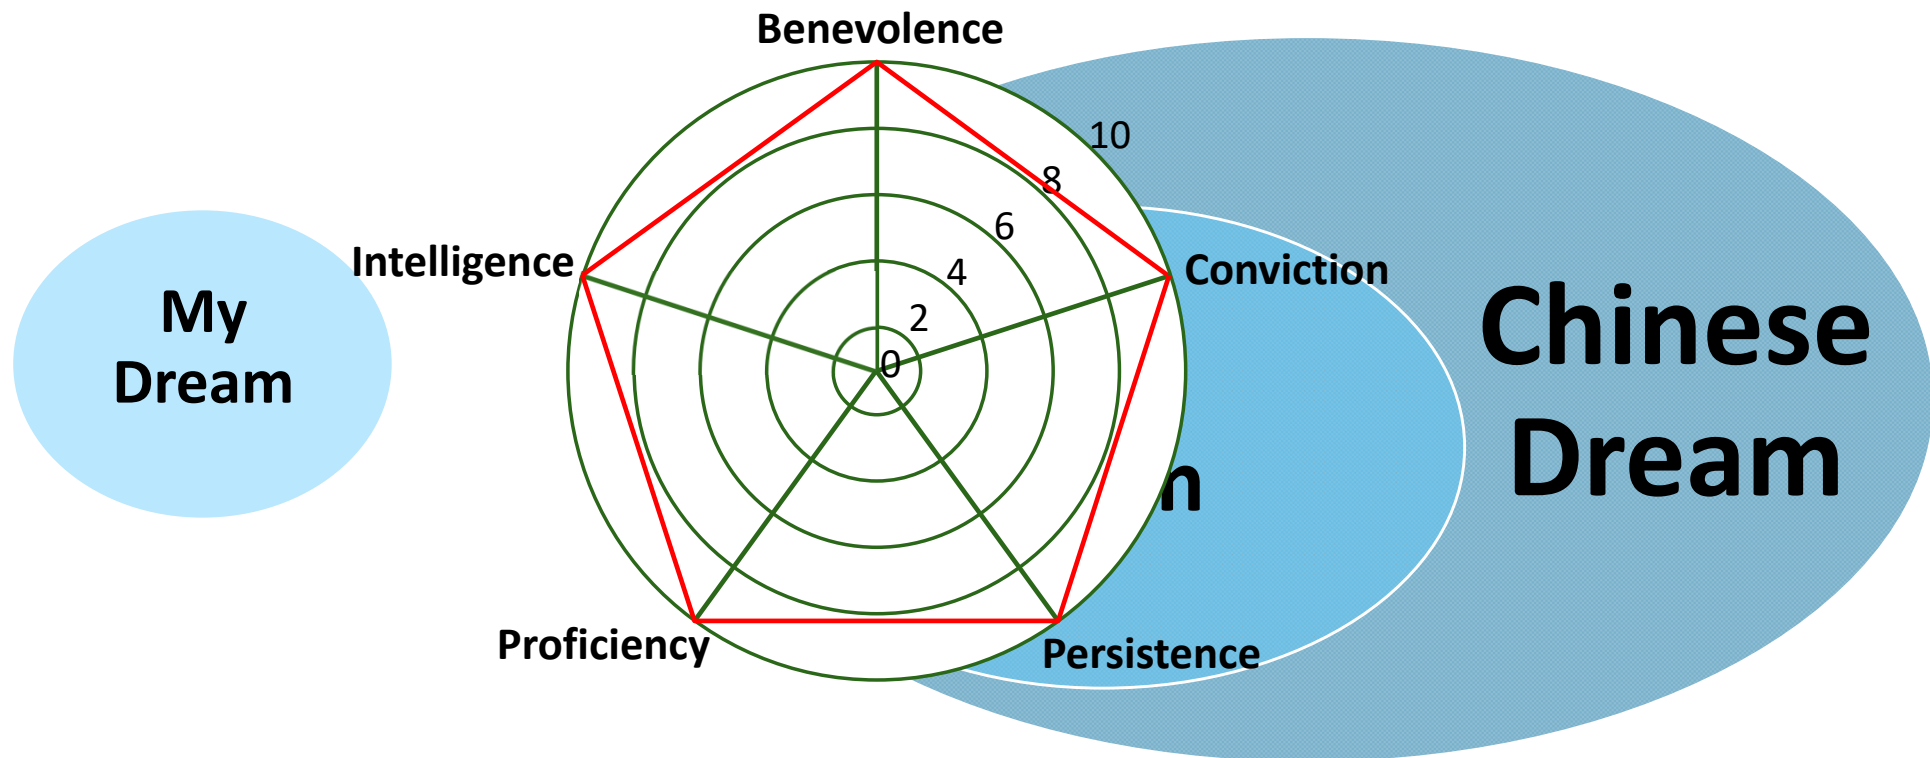 Benevolence
10
8
6
4
2
0
Intelligence
Conviction
My
Dream
Chinese
Dream
Proficiency
Persistence